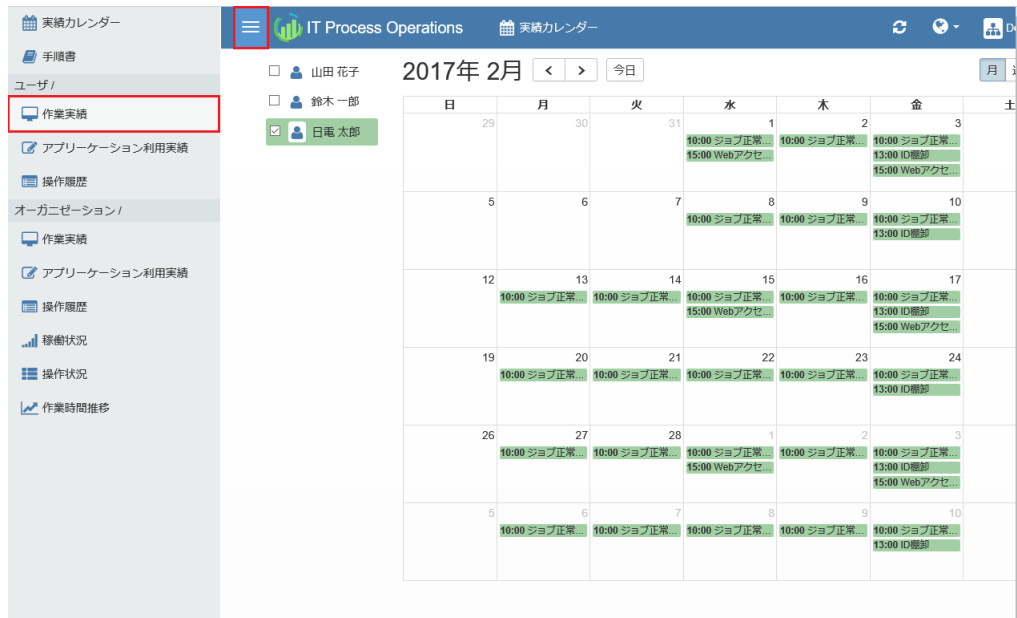 実績カレンダー
手順書
ユーザ /
作業実績
アプリケーション利用実績
操作履歴
オーガニゼーション /
作業実績
アプリケーション利用実績
操作履歴
稼働状況
操作状況
作業時間推移
IT Process Operations 実績カレンダー
山田 花子
鈴木 一郎
日電 太郎
2017年 2月 < > 今日 月
日 月 火 水 木 金 土
29 30 31 1 2 3
10:00 ジョブ正常... 10:00 ジョブ正常... 10:00 ジョブ正常...
15:00 Webアクセ... 13:00 ID棚卸
15:00 Webアクセ...
5 6 7 8 9 10
10:00 ジョブ正常... 10:00 ジョブ正常... 10:00 ジョブ正常...
13:00 ID棚卸
12 13 14 15 16 17
10:00 ジョブ正常... 10:00 ジョブ正常... 10:00 ジョブ正常... 10:00 ジョブ正常... 10:00 ジョブ正常...
15:00 Webアクセ... 13:00 ID棚卸
15:00 Webアクセ...
19 20 21 22 23 24
10:00 ジョブ正常... 10:00 ジョブ正常... 10:00 ジョブ正常... 10:00 ジョブ正常... 10:00 ジョブ正常...
13:00 ID棚卸
26 27 28 1 2 3
10:00 ジョブ正常... 10:00 ジョブ正常... 10:00 ジョブ正常... 10:00 ジョブ正常... 10:00 ジョブ正常...
15:00 Webアクセ... 13:00 ID棚卸
15:00 Webアクセ...
5 6 7 8 9 10
10:00 ジョブ正常... 10:00 ジョブ正常... 10:00 ジョブ正常... 10:00 ジョブ正常... 10:00 ジョブ正常...
13:00 ID棚卸